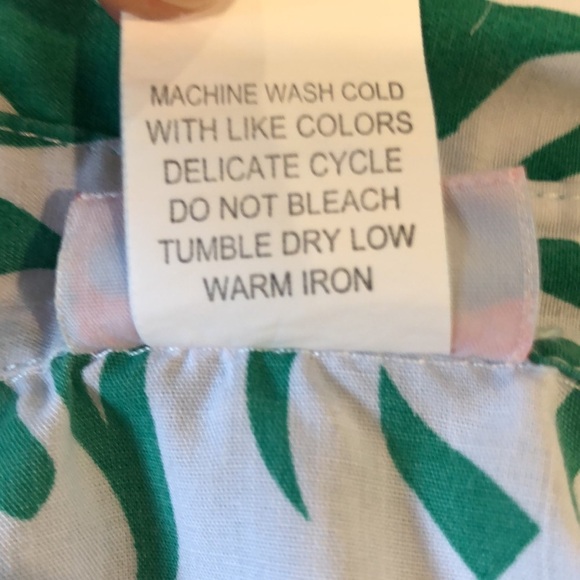 MACHINE WASH COLD
WITH LIKE COLORS
DELICATE CYCLE
DO NOT BLEACH
TUMBLE DRY LOW
WARM IRON